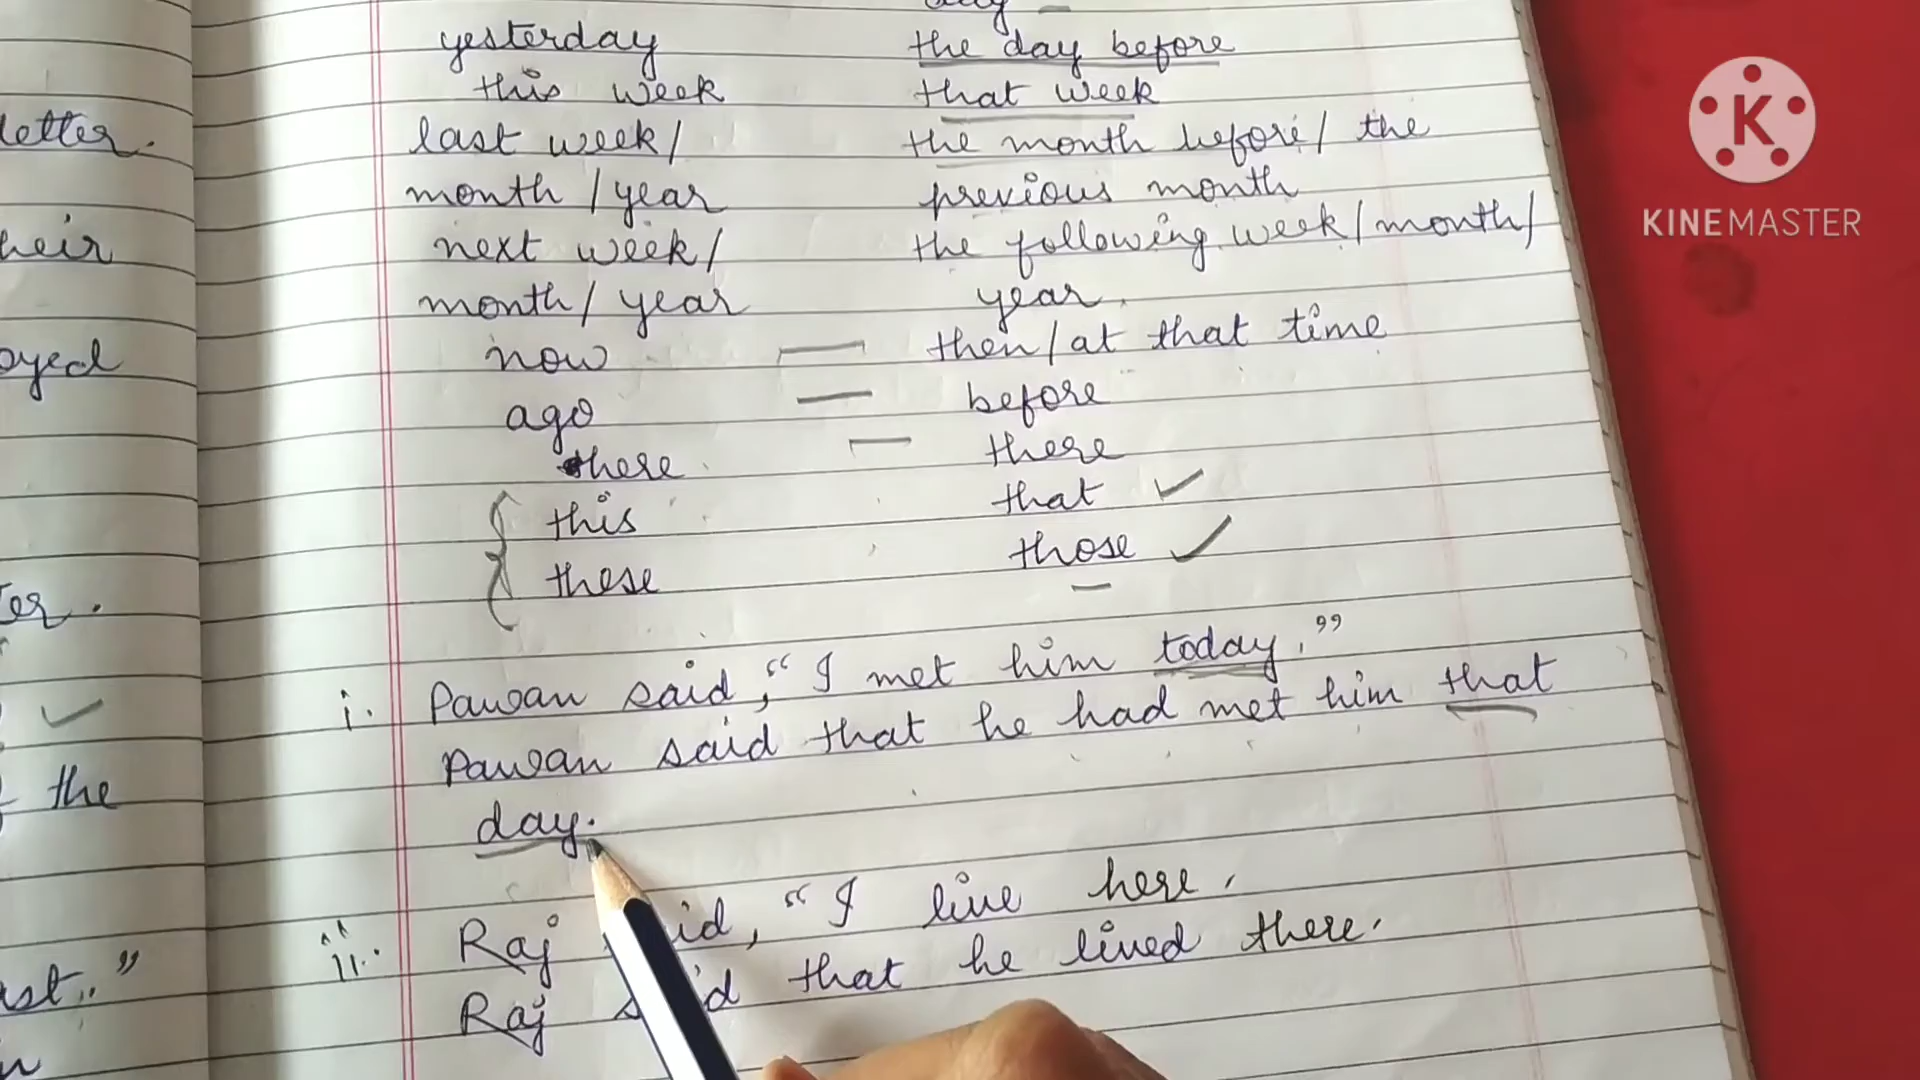 yesterday the day before
this week that week
last week/ the month before/ the
month/year previous month
next week/ the following week/month/
month/year year.
now — then/at that time
ago — before
here — there
this that ✓
these those ✓
i. Pawan said, “I met him today.”
Pawan said that he had met him that
day.
ii. Raj said, “I live here.
Raj said that he lived there.
letter.
the
”
K
KINEMASTER